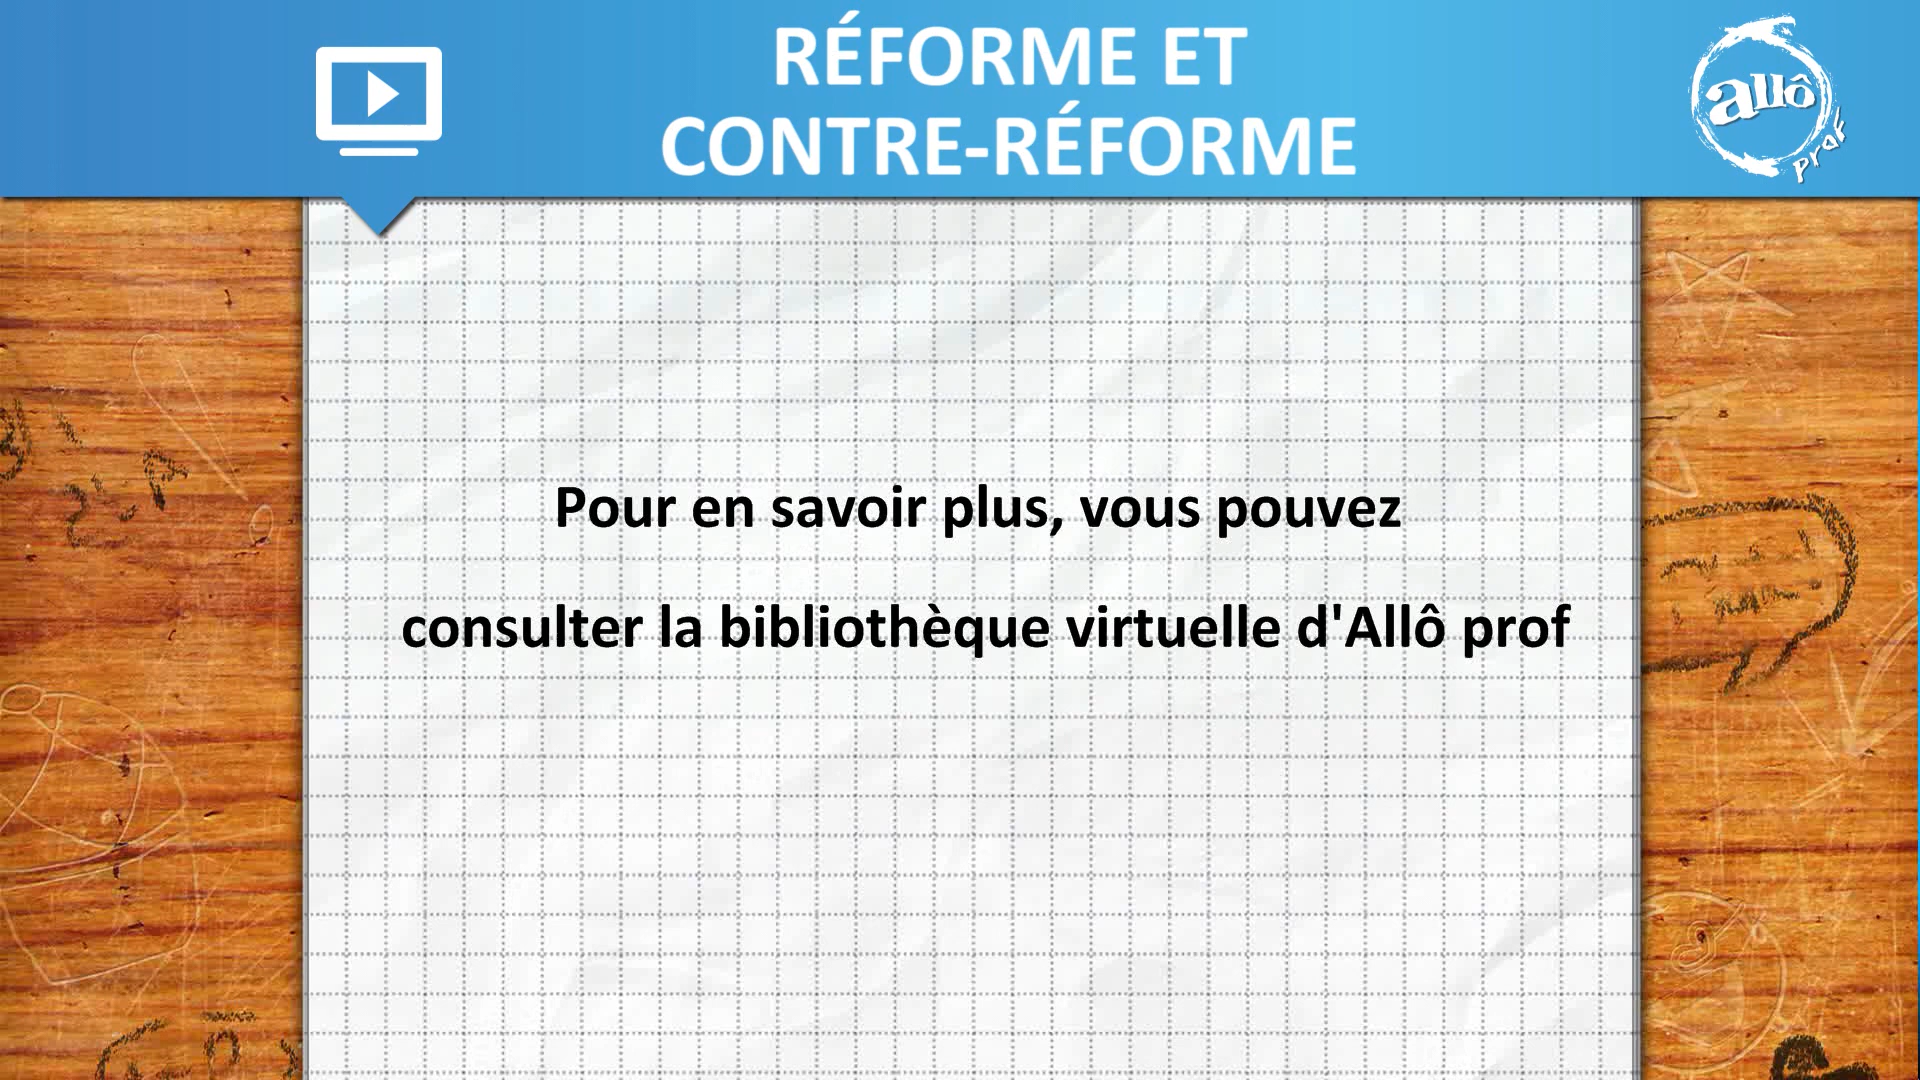 RÉFORME ET
CONTRE-RÉFORME
allô
prof
Pour en savoir plus, vous pouvez
consulter la bibliothèque virtuelle d'Allô prof